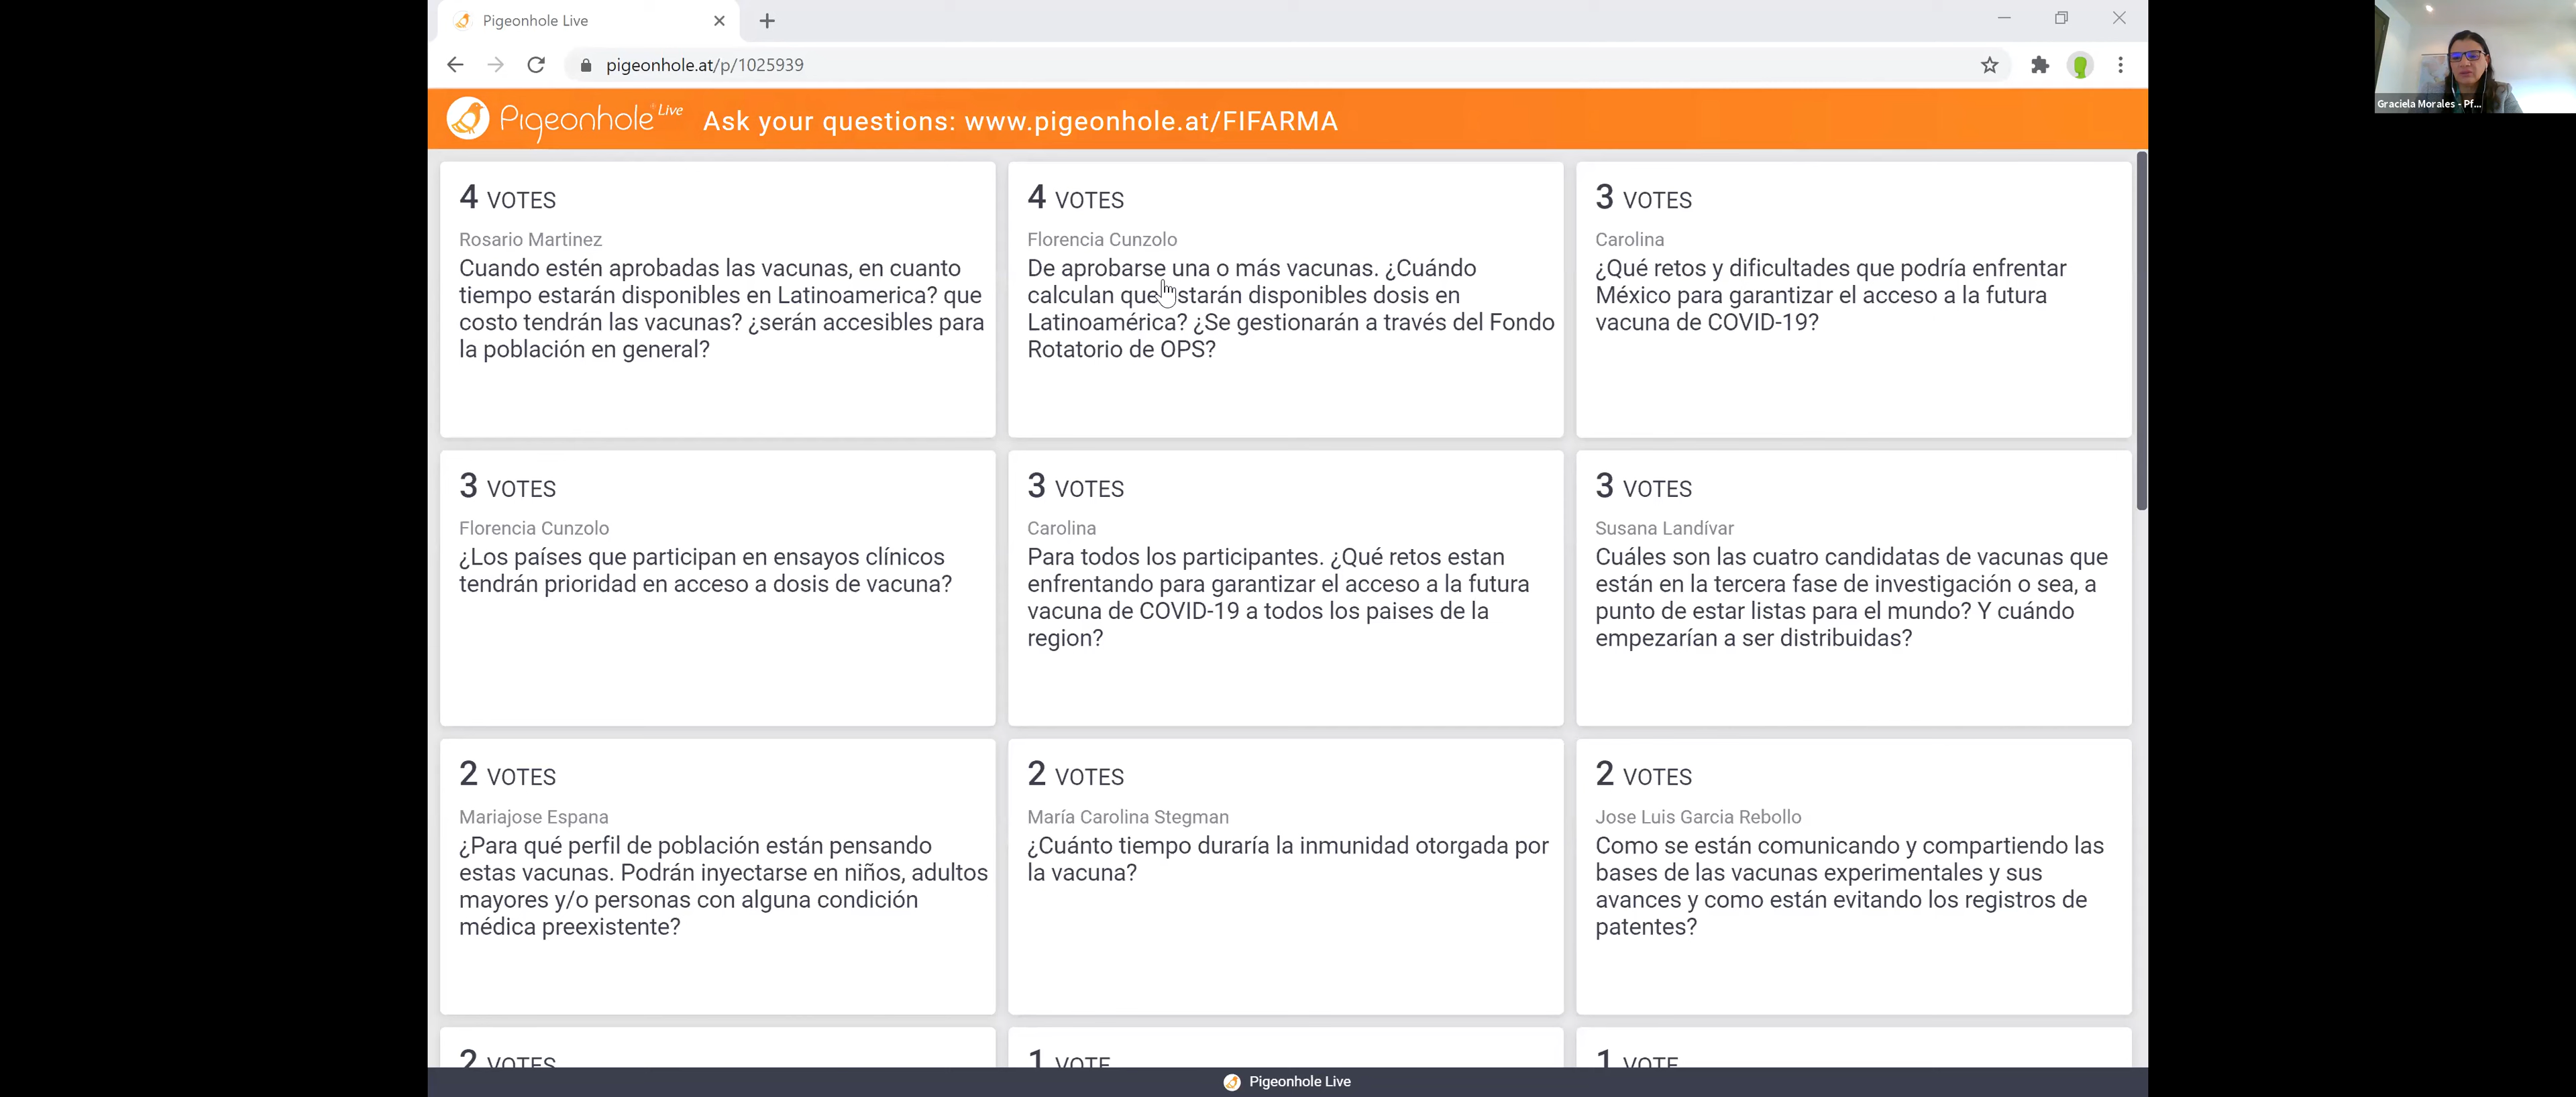 Pigeonhole Live
pigeonhole.at/p/1025939
Graciela Morales - Pf...
Pigeonhole Live Ask your questions: www.pigeonhole.at/FIFARMA
4 VOTES
Rosario Martinez
Cuando estén aprobadas las vacunas, en cuanto
tiempo estarán disponibles en Latinoamerica? que
costo tendrán las vacunas? ¿serán accesibles para
la población en general?
4 VOTES
Florencia Cunzolo
De aprobarse una o más vacunas. ¿Cuándo
calculan que estarán disponibles dosis en
Latinoamérica? ¿Se gestionarán a través del Fondo
Rotatorio de OPS?
3 VOTES
Carolina
¿Qué retos y dificultades que podría enfrentar
México para garantizar el acceso a la futura
vacuna de COVID-19?
3 VOTES
Florencia Cunzolo
¿Los países que participan en ensayos clínicos
tendrán prioridad en acceso a dosis de vacuna?
3 VOTES
Carolina
Para todos los participantes. ¿Qué retos estan
enfrentando para garantizar el acceso a la futura
vacuna de COVID-19 a todos los paises de la
region?
3 VOTES
Susana Landívar
Cuáles son las cuatro candidatas de vacunas que
están en la tercera fase de investigación o sea, a
punto de estar listas para el mundo? Y cuándo
empezarían a ser distribuidas?
2 VOTES
Mariajose Espana
¿Para qué perfil de población están pensando
estas vacunas. Podrán inyectarse en niños, adultos
mayores y/o personas con alguna condición
médica preexistente?
2 VOTES
María Carolina Stegman
¿Cuánto tiempo duraría la inmunidad otorgada por
la vacuna?
2 VOTES
Jose Luis Garcia Rebollo
Como se están comunicando y compartiendo las
bases de las vacunas experimentales y sus
avances y como están evitando los registros de
patentes?
2 VOTES
1 VOTE
1 VOTE
Pigeonhole Live